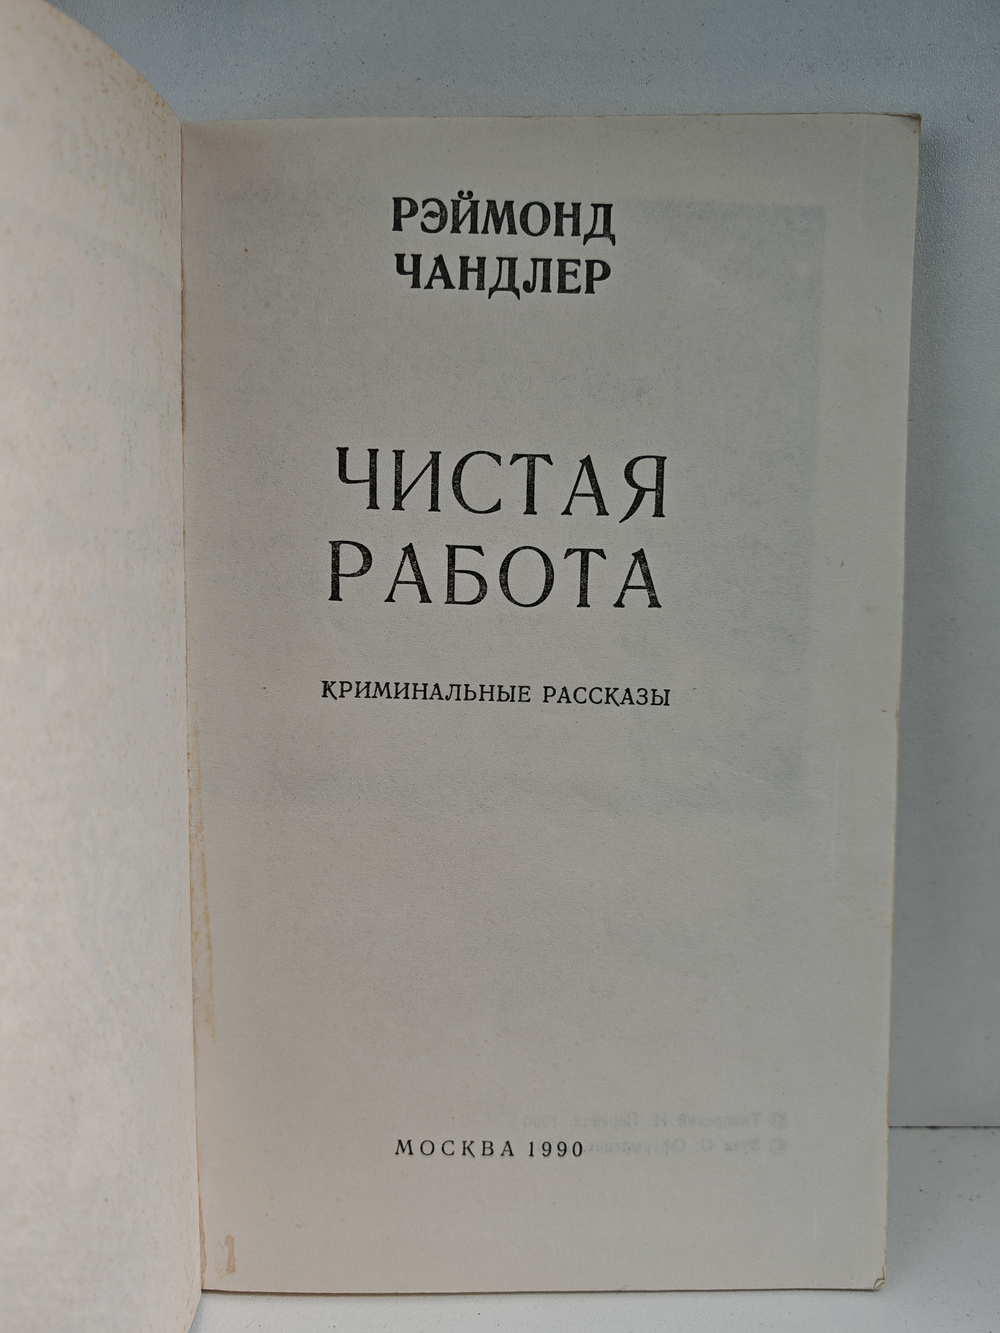 РЭЙМОНД
ЧАНДЛЕР
ЧИСТАЯ
РАБОТА
КРИМИНАЛЬНЫЕ РАССКАЗЫ
МОСКВА 1990